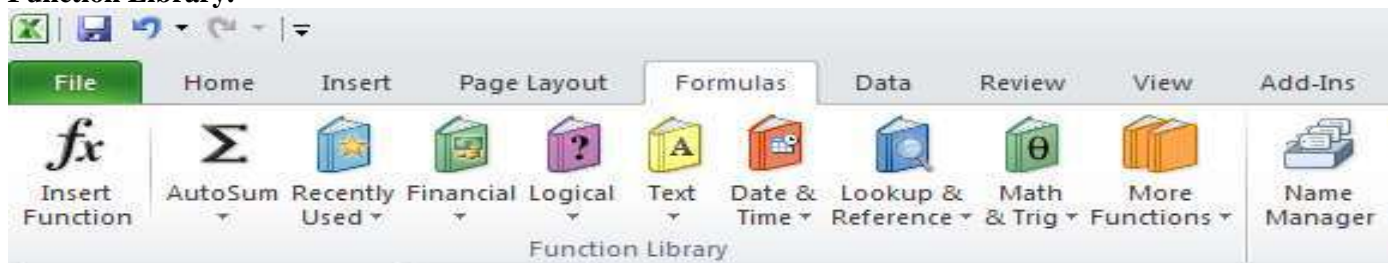 Function Library.
File Home Insert Page Layout Formulas Data Review View Add-Ins
fx Σ ? A θ
Insert AutoSum Recently Financial Logical Text Date & Lookup & Math More Name
Function Used Time Reference & Trig Functions Manager
Function Library